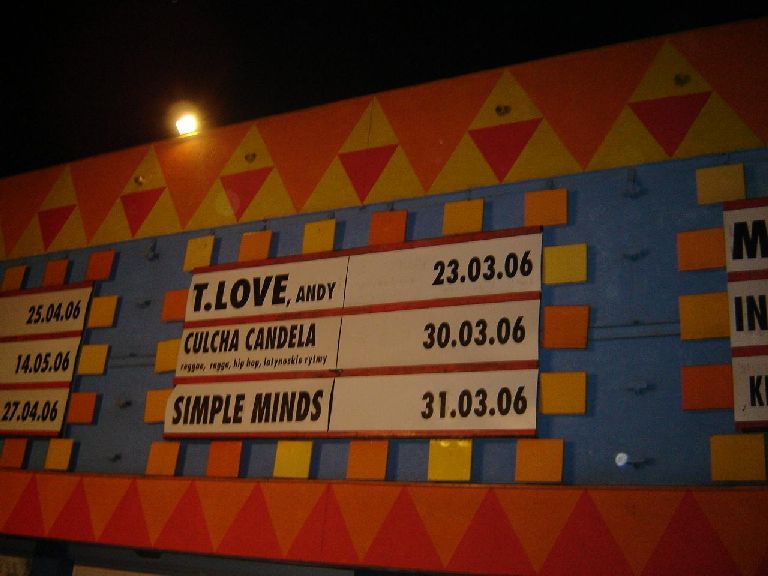 25.04.06
14.05.06
27.04.06
T.LOVE, ANDY 23.03.06
CULCHA CANDELA 30.03.06
reggae, ragga, hip hop, latynoskie rytmy
SIMPLE MINDS 31.03.06
M
IN